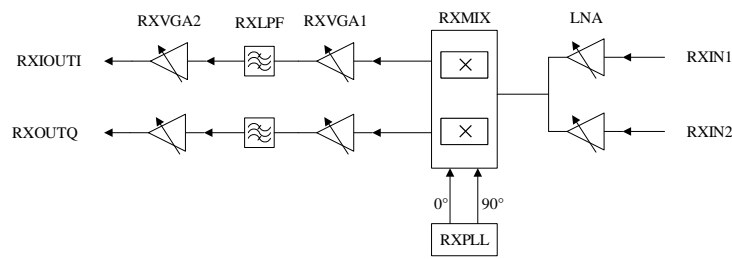 RXVGA2 RXLPF RXVGA1 RXMIX LNA
RXIOUTI RXIN1
RXOUTQ RXIN2
0° 90°
RXPLL